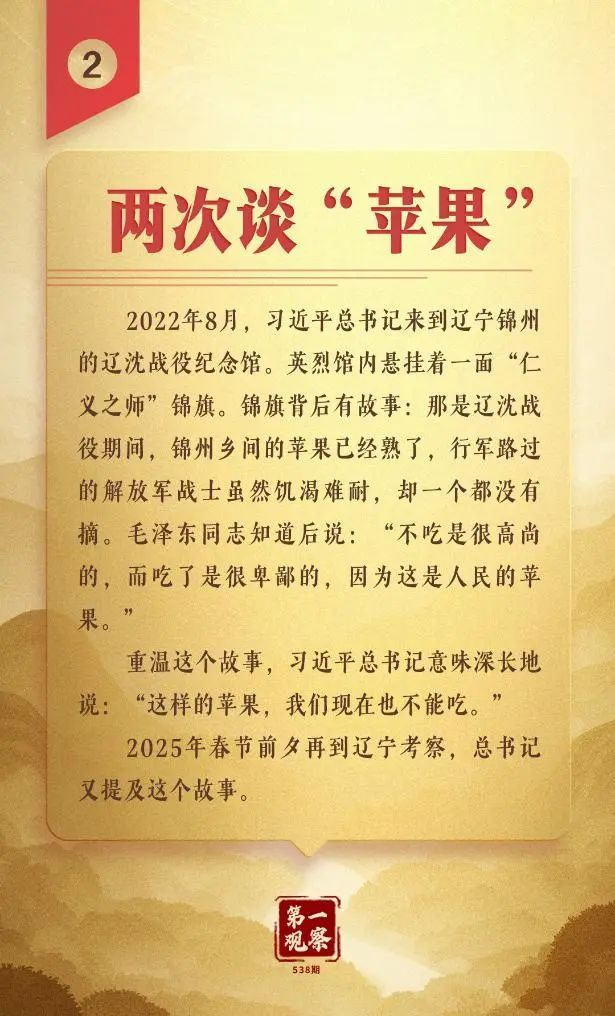 2
两次谈“苹果”
2022年8月，习近平总书记来到辽宁锦州
的辽沈战役纪念馆。英烈馆内悬挂着一面“仁
义之师”锦旗。锦旗背后有故事：那是辽沈战
役期间，锦州乡间的苹果已经熟了，行军路过
的解放军战士虽然饥渴难耐，却一个都没有
摘。毛泽东同志知道后说：“不吃是很高尚
的，而吃了是很卑鄙的，因为这是人民的苹
果。”
重温这个故事，习近平总书记意味深长地
说：“这样的苹果，我们现在也不能吃。”
2025年春节前夕再到辽宁考察，总书记
又提及这个故事。
第一
观察
538期